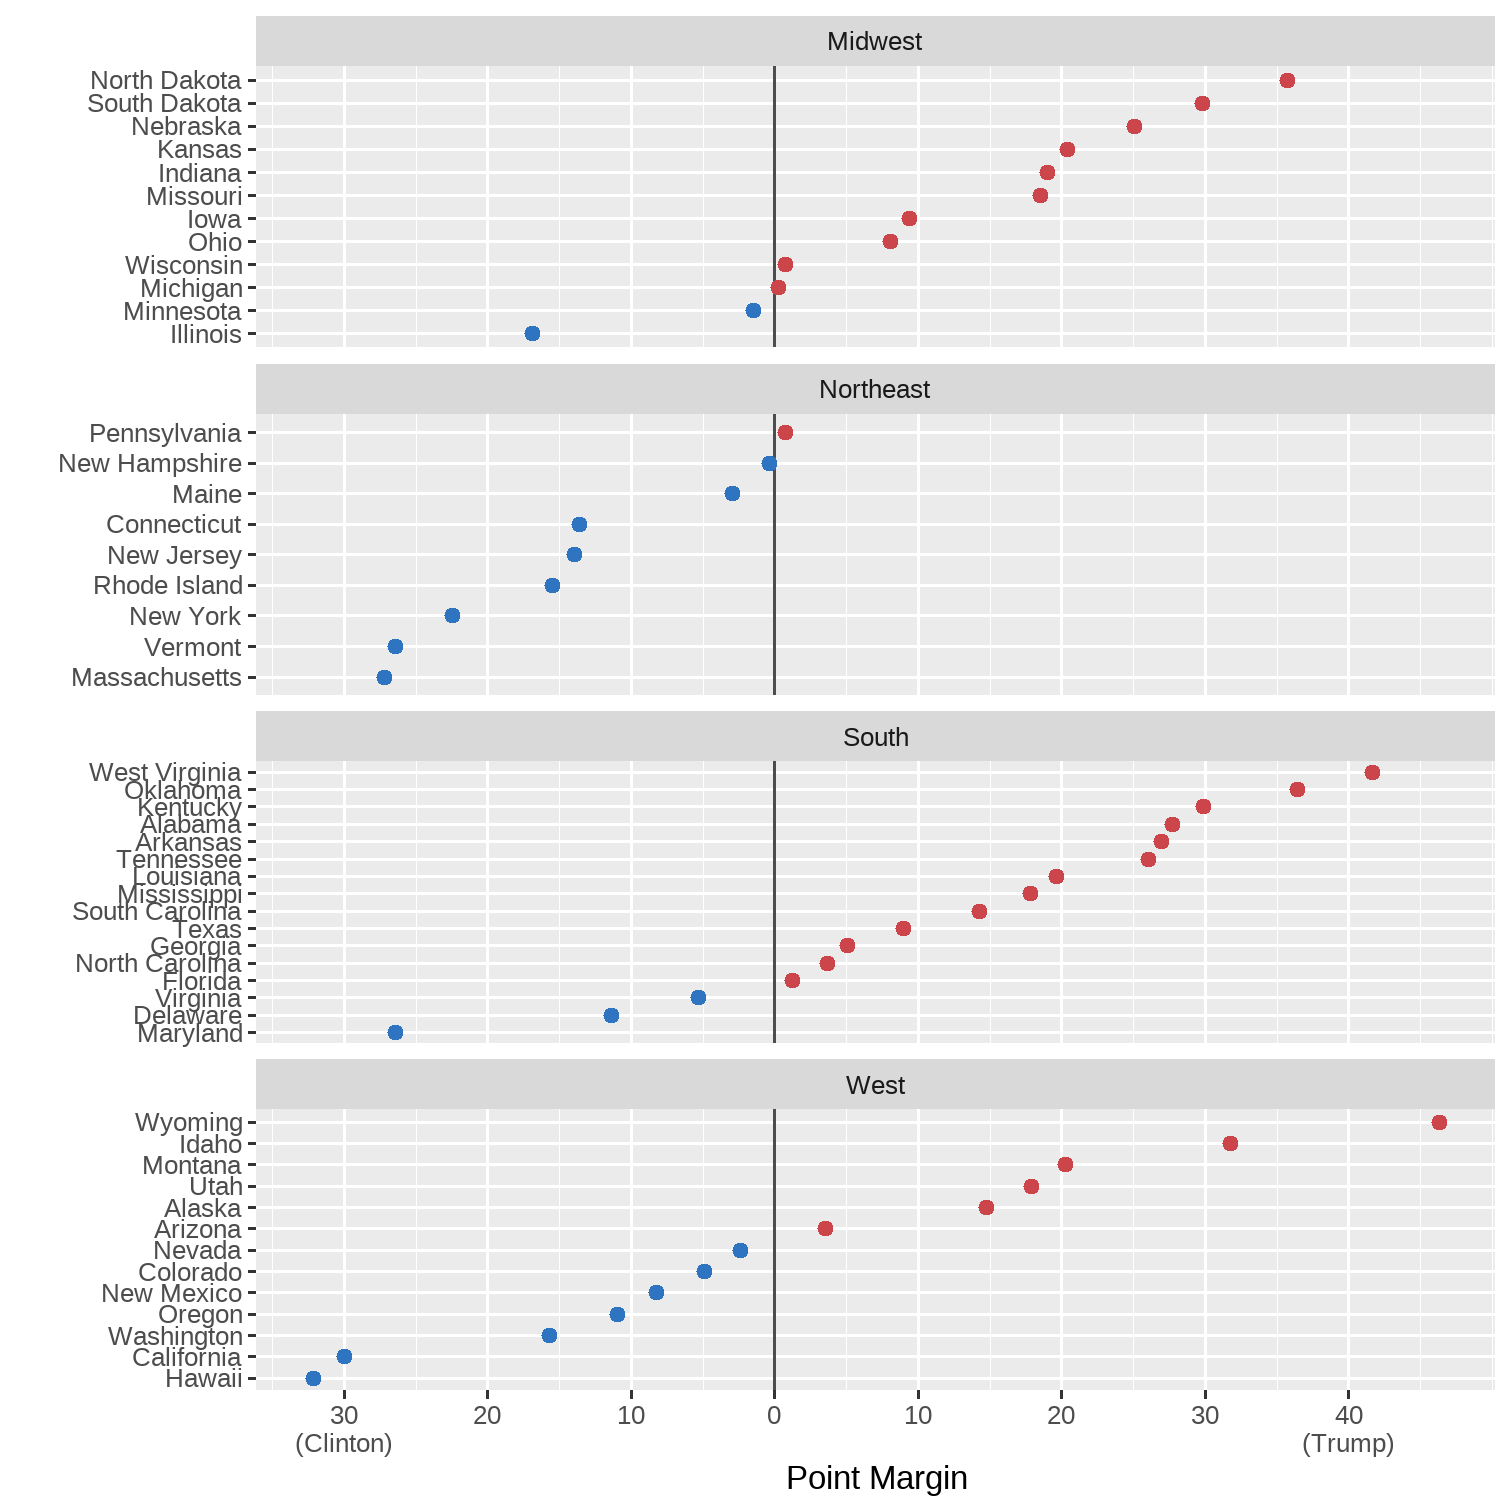 Midwest
North Dakota
South Dakota
Nebraska
Kansas
Indiana
Missouri
Iowa
Ohio
Wisconsin
Michigan
Minnesota
Illinois
Northeast
Pennsylvania
New Hampshire
Maine
Connecticut
New Jersey
Rhode Island
New York
Vermont
Massachusetts
South
West Virginia
Oklahoma
Kentucky
Alabama
Arkansas
Tennessee
Louisiana
Mississippi
South Carolina
Texas
Georgia
North Carolina
Florida
Virginia
Delaware
Maryland
West
Wyoming
Idaho
Montana
Utah
Alaska
Arizona
Nevada
Colorado
New Mexico
Oregon
Washington
California
Hawaii
30 20 10 0 10 20 30 40
(Clinton) (Trump)
Point Margin